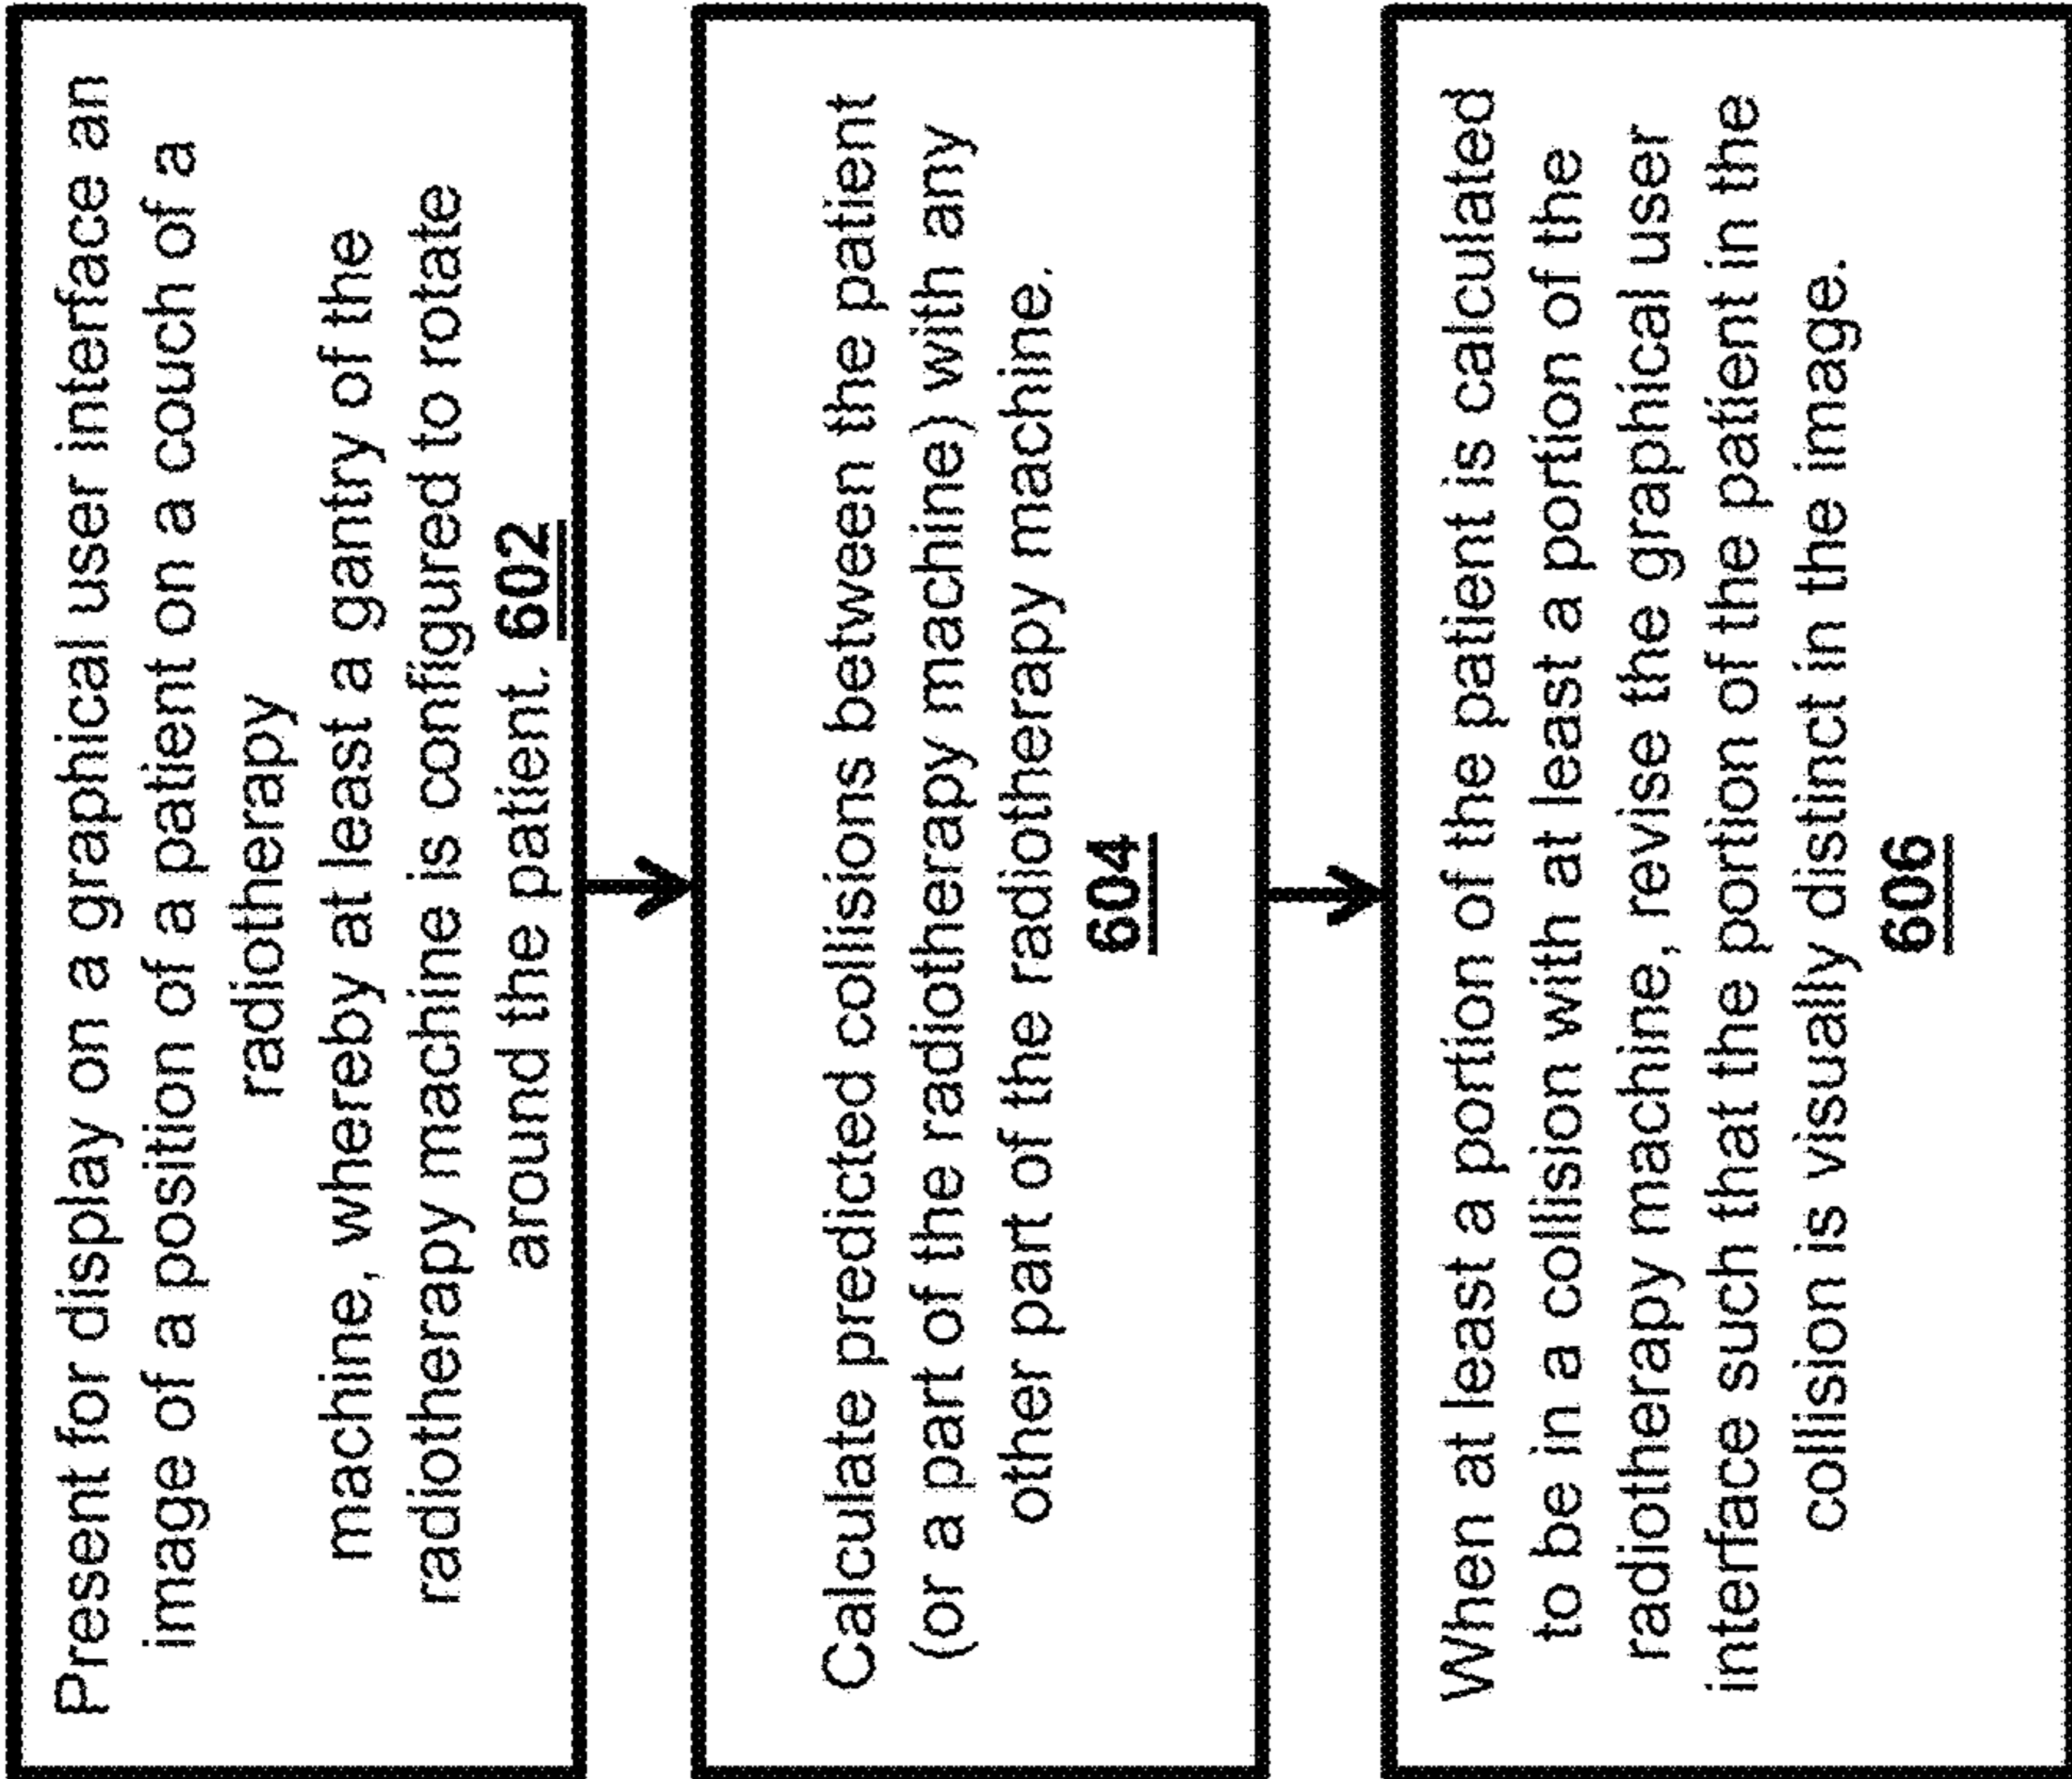 Present for display on a graphical user interface an
image of a position of a patient on a couch of a
radiotherapy
machine, whereby at least a gantry of the
radiotherapy machine is configured to rotate
around the patient. 602
Calculate predicted collisions between the patient
(or a part of the radiotherapy machine) with any
other part of the radiotherapy machine.
604
When at least a portion of the patient is calculated
to be in a collision with at least a portion of the
radiotherapy machine, revise the graphical user
interface such that the portion of the patient in the
collision is visually distinct in the image.
606